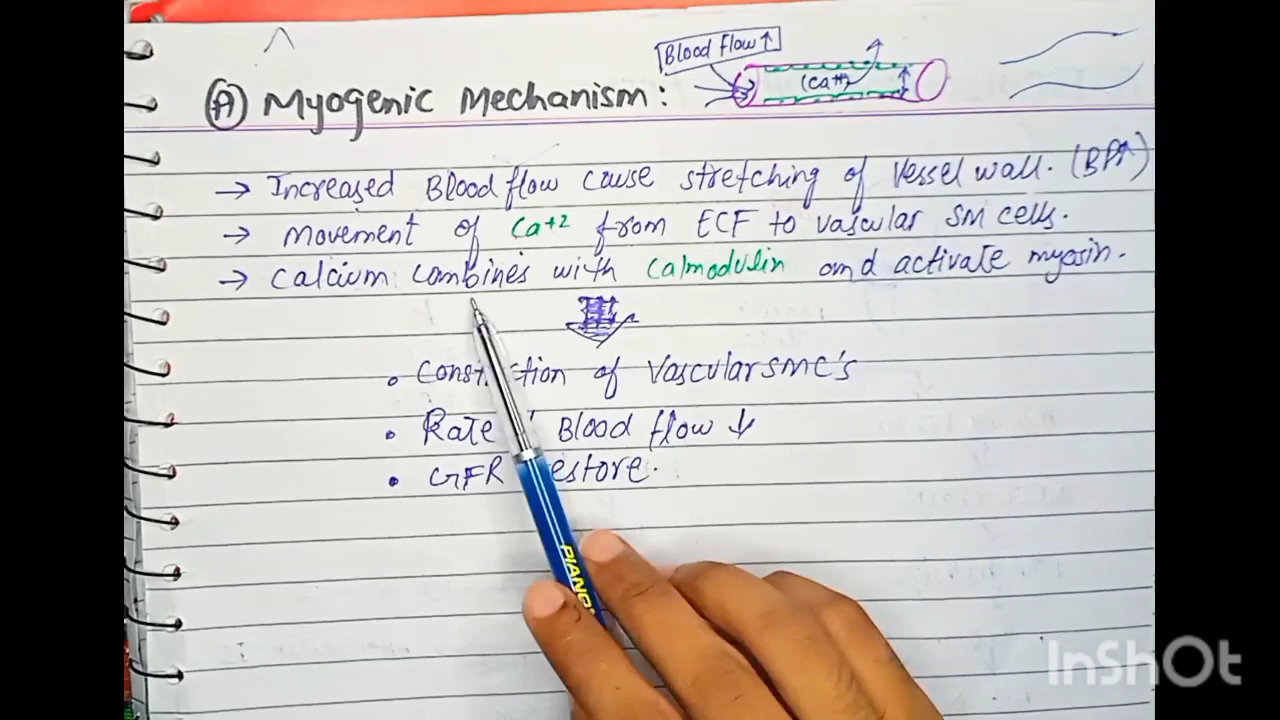 Blood Flow ↑
(A) Myogenic Mechanism:
(Ca++)
→ Increased Blood flow cause stretching of Vessel wall. (BP↑)
→ Movement of Ca+2 from ECF to vascular SM cells.
→ Calcium combines with Calmodulin and activate myosin.
• Const ction of Vascular SMC's
• Rate Blood flow ↓
• GFR estore.
PIANO
InShOt